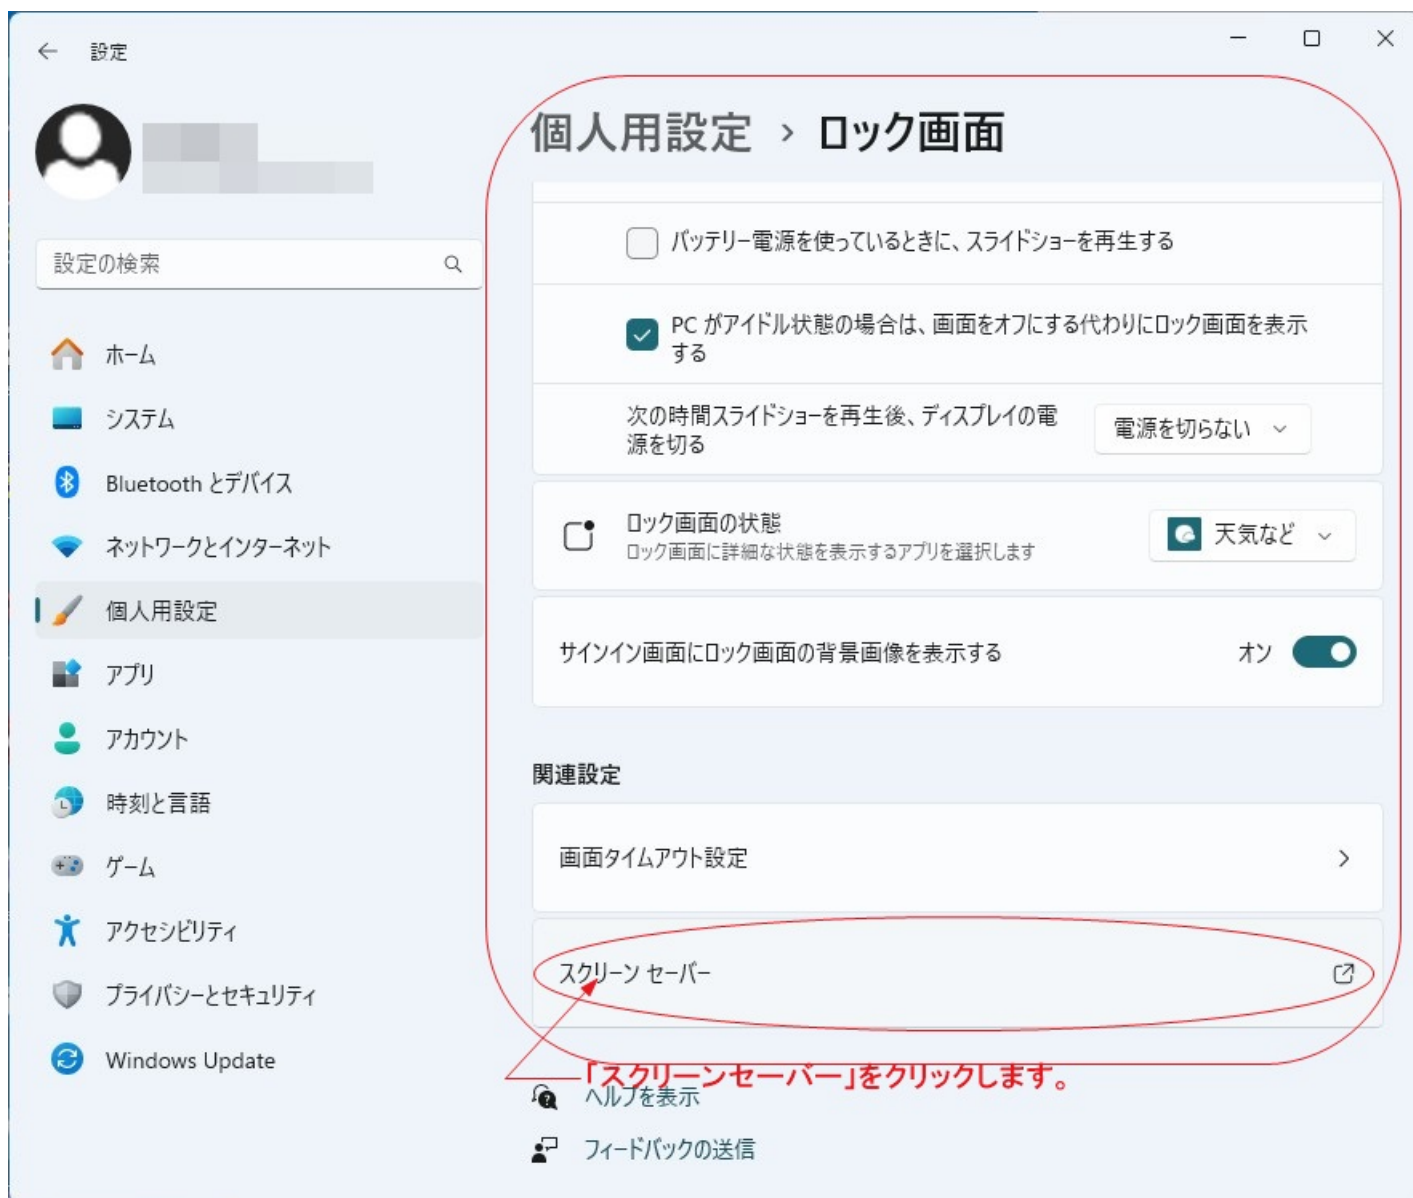 設定
個人用設定 › ロック画面
設定の検索
ホーム
システム
Bluetooth とデバイス
ネットワークとインターネット
個人用設定
アプリ
アカウント
時刻と言語
ゲーム
アクセシビリティ
プライバシーとセキュリティ
Windows Update
バッテリー電源を使っているときに、スライドショーを再生する
PC がアイドル状態の場合は、画面をオフにする代わりにロック画面を表示
する
次の時間スライドショーを再生後、ディスプレイの電
源を切る
電源を切らない
ロック画面の状態
ロック画面に詳細な状態を表示するアプリを選択します
天気など
サインイン画面にロック画面の背景画像を表示する
オン
関連設定
画面タイムアウト設定
スクリーン セーバー
「スクリーンセーバー」をクリックします。
ヘルプを表示
フィードバックの送信